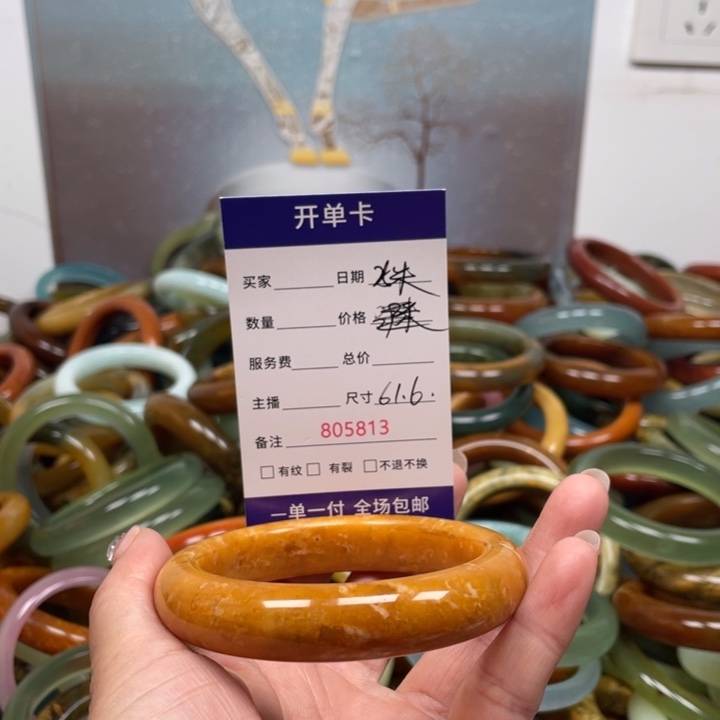 开单卡
买家 日期
数量 价格
服务费 总价
主播 尺寸 61.6.
备注 805813
有纹 有裂 不退不换
一单一付 全场包邮